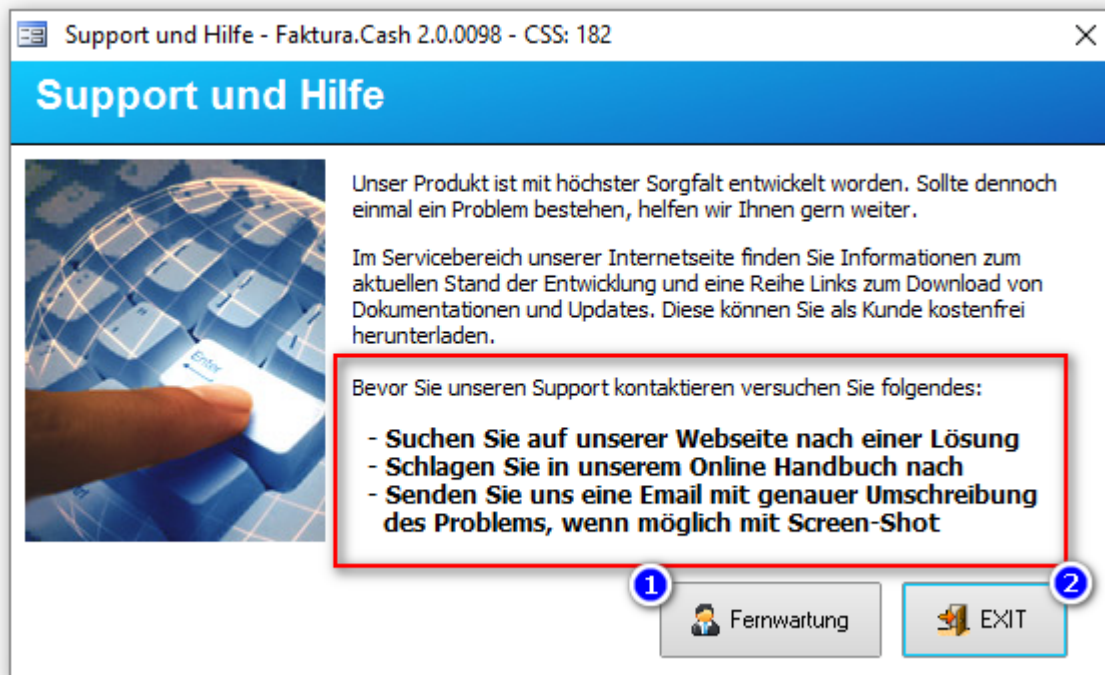 Support und Hilfe - Faktura.Cash 2.0.0098 - CSS: 182
Support und Hilfe
Unser Produkt ist mit höchster Sorgfalt entwickelt worden. Sollte dennoch
einmal ein Problem bestehen, helfen wir Ihnen gern weiter.
Im Servicebereich unserer Internetseite finden Sie Informationen zum
aktuellen Stand der Entwicklung und eine Reihe Links zum Download von
Dokumentationen und Updates. Diese können Sie als Kunde kostenfrei
herunterladen.
Enter
Bevor Sie unseren Support kontaktieren versuchen Sie folgendes:
- Suchen Sie auf unserer Webseite nach einer Lösung
- Schlagen Sie in unserem Online Handbuch nach
- Senden Sie uns eine Email mit genauer Umschreibung
des Problems, wenn möglich mit Screen-Shot
1
2
Fernwartung
EXIT